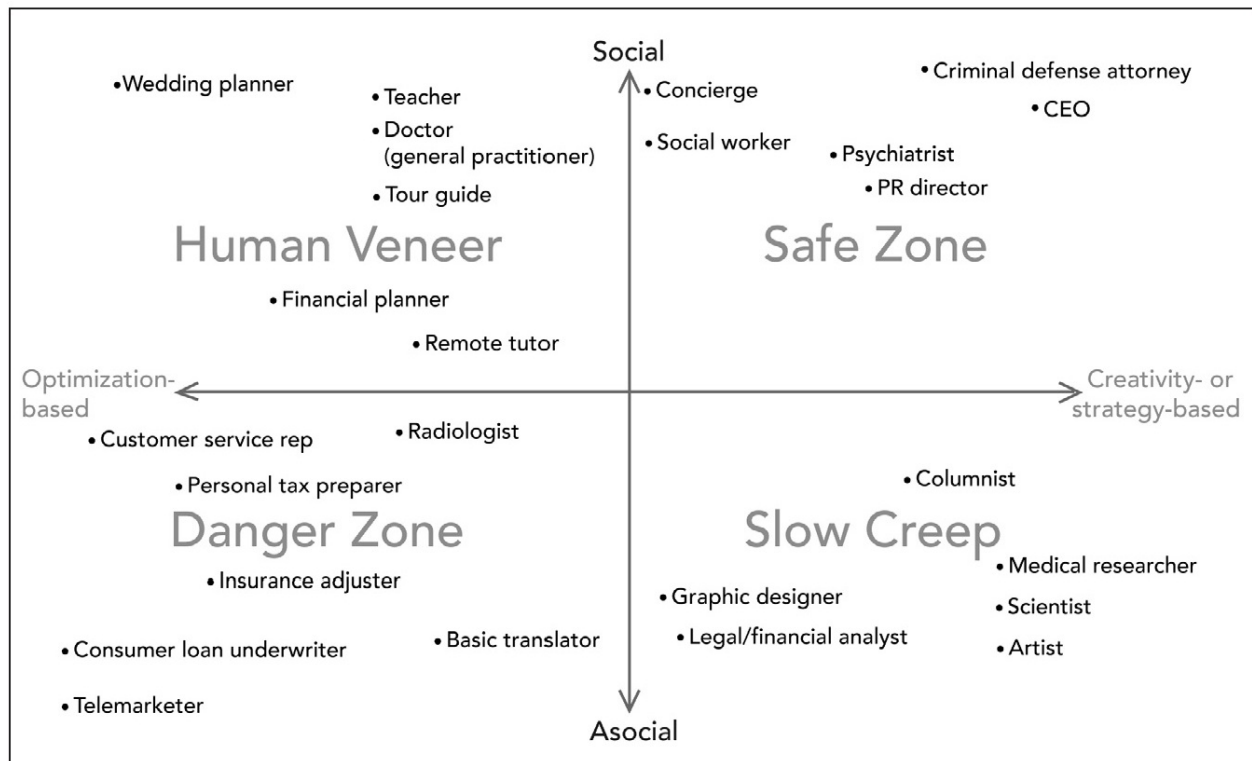 Social
Wedding planner
Teacher
Doctor
(general practitioner)
Tour guide
Human Veneer
Financial planner
Remote tutor
Concierge
Criminal defense attorney
CEO
Social worker
Psychiatrist
PR director
Safe Zone
Optimization-
based
Creativity- or
strategy-based
Customer service rep
Radiologist
Personal tax preparer
Danger Zone
Insurance adjuster
Basic translator
Consumer loan underwriter
Telemarketer
Columnist
Slow Creep
Medical researcher
Graphic designer
Scientist
Legal/financial analyst
Artist
Asocial